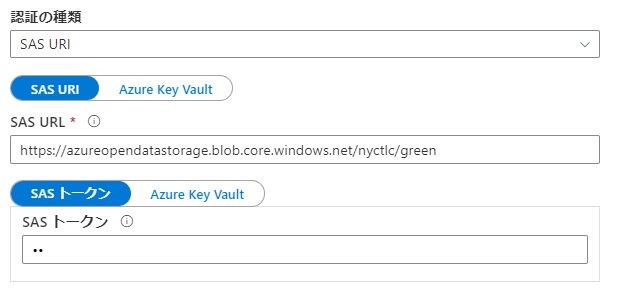 認証の種類
SAS URI
SAS URI Azure Key Vault
SAS URL *
https://azureopendatastorage.blob.core.windows.net/nyctlc/green
SAS トークン Azure Key Vault
SAS トークン
••